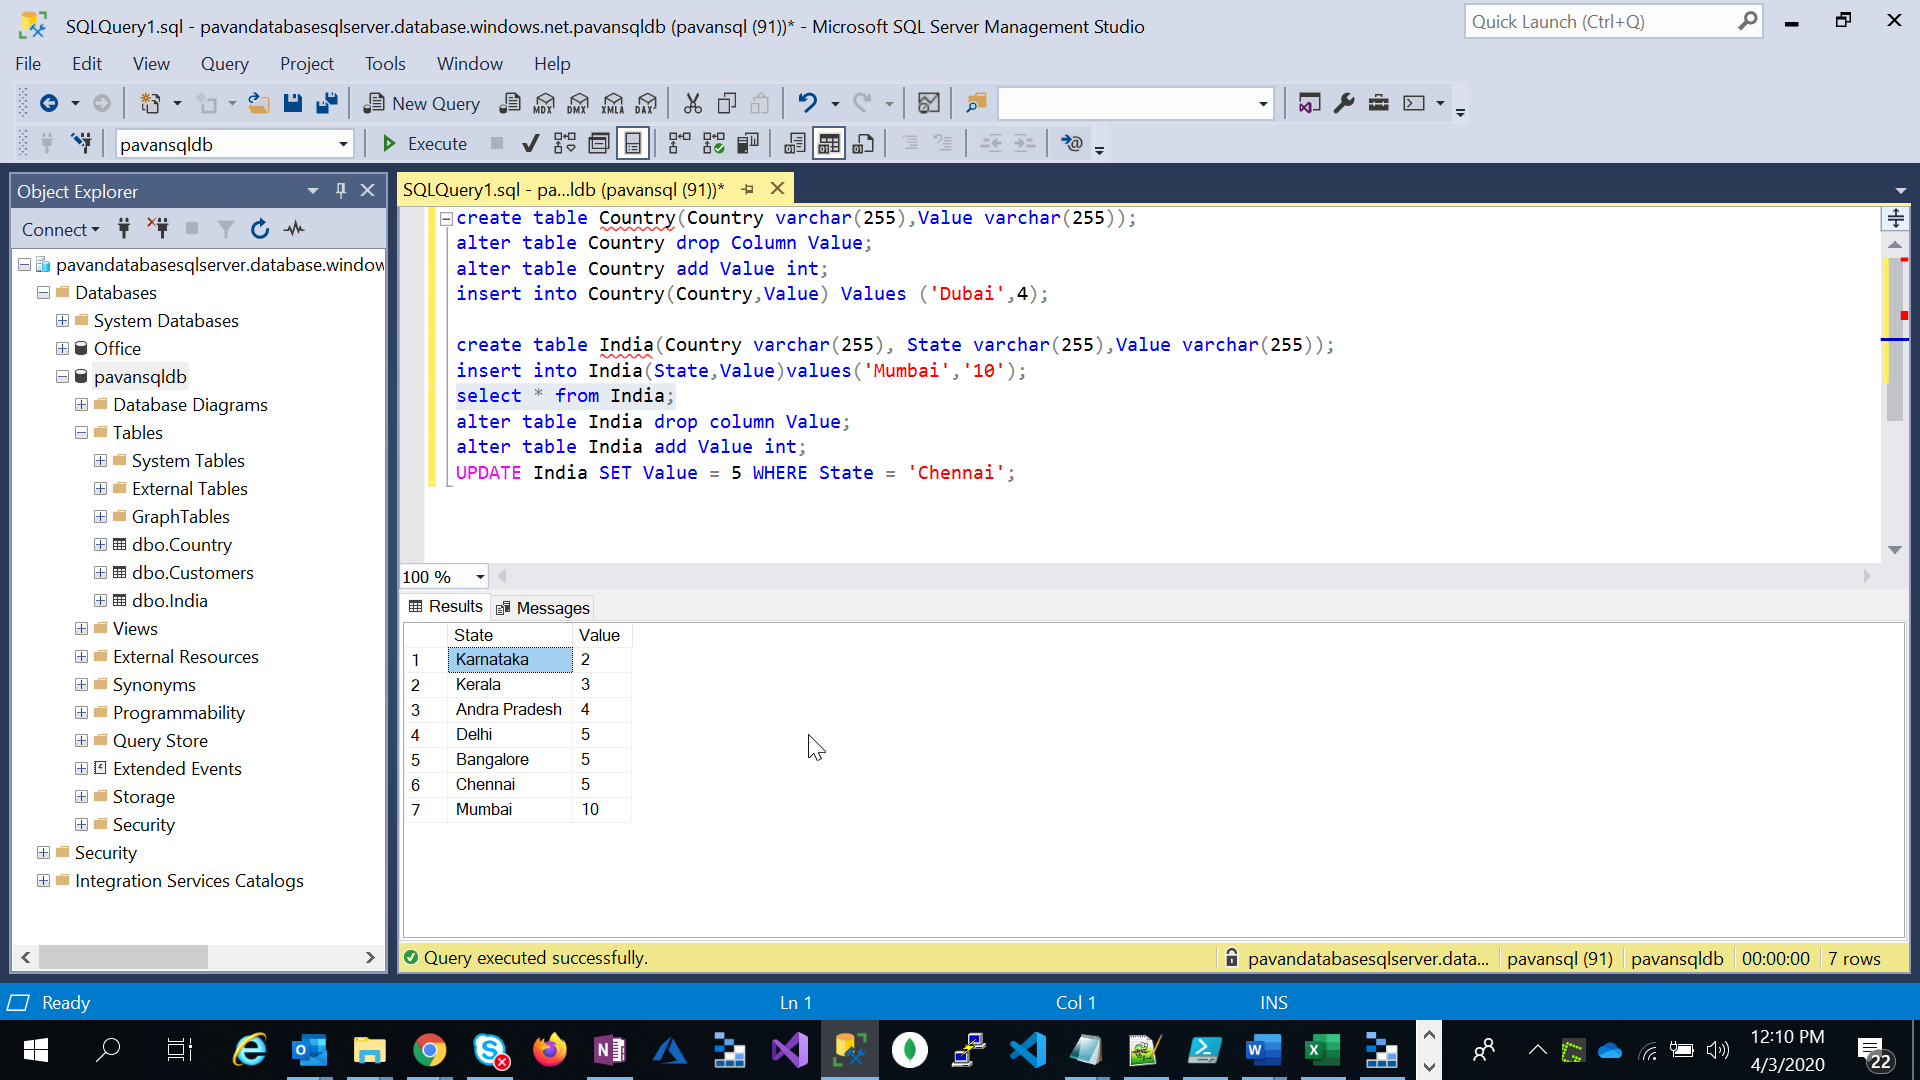 SQLQuery1.sql - pavandatabasesqlserver.database.windows.net.pavansqldb (pavansql (91))* - Microsoft SQL Server Management Studio
Quick Launch (Ctrl+Q)
File Edit View Query Project Tools Window Help
New Query MDX DMX XMLA DAX
pavansqldb Execute
Object Explorer
Connect
pavandatabasesqlserver.database.window
Databases
System Databases
Office
pavansqldb
Database Diagrams
Tables
System Tables
External Tables
GraphTables
dbo.Country
dbo.Customers
dbo.India
Views
External Resources
Synonyms
Programmability
Query Store
Extended Events
Storage
Security
Security
Integration Services Catalogs
SQLQuery1.sql - pa...ldb (pavansql (91))*
create table Country(Country varchar(255),Value varchar(255));
alter table Country drop Column Value;
alter table Country add Value int;
insert into Country(Country,Value) Values ('Dubai',4);
create table India(Country varchar(255), State varchar(255),Value varchar(255));
insert into India(State,Value)values('Mumbai','10');
select * from India;
alter table India drop column Value;
alter table India add Value int;
UPDATE India SET Value = 5 WHERE State = 'Chennai';
100 %
Results Messages
State Value
1 Karnataka 2
2 Kerala 3
3 Andra Pradesh 4
4 Delhi 5
5 Bangalore 5
6 Chennai 5
7 Mumbai 10
Query executed successfully. pavandatabasesqlserver.data... pavansql (91) pavansqldb 00:00:00 7 rows
Ready Ln 1 Col 1 INS
12:10 PM
4/3/2020
22